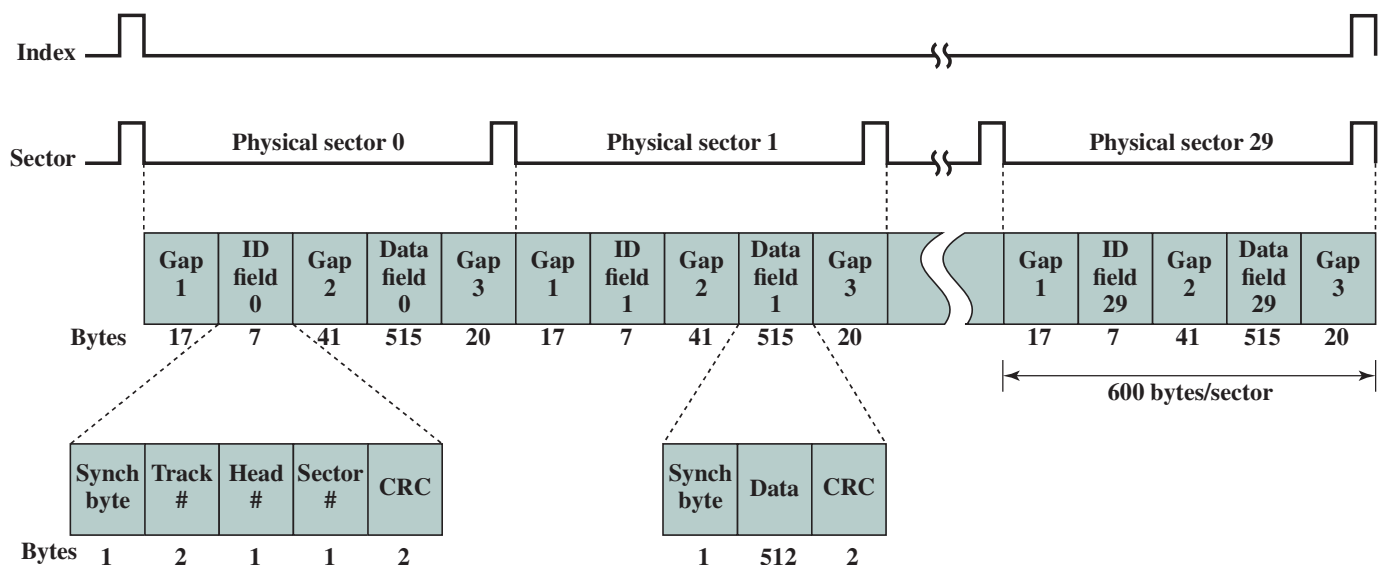 Index
Sector
Physical sector 0
Physical sector 1
Physical sector 29
Gap 1
ID field 0
Gap 2
Data field 0
Gap 3
Gap 1
ID field 1
Gap 2
Data field 1
Gap 3
Gap 1
ID field 29
Gap 2
Data field 29
Gap 3
Bytes 17 7 41 515 20 17 7 41 515 20 17 7 41 515 20
600 bytes/sector
Synch byte
Track #
Head #
Sector #
CRC
Synch byte
Data
CRC
Bytes 1 2 1 1 2 1 512 2